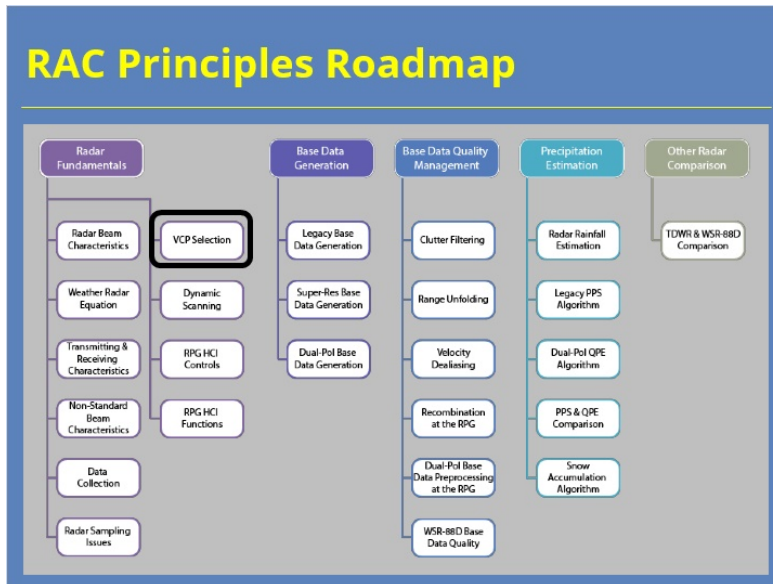 RAC Principles Roadmap
Radar
Fundamentals
Radar Beam
Characteristics
Weather Radar
Equation
Transmitting &
Receiving
Characteristics
Non-Standard
Beam
Characteristics
Data
Collection
Radar Sampling
Issues
VCP Selection
Dynamic
Scanning
RPG HCI
Controls
RPG HCI
Functions
Base Data
Generation
Legacy Base
Data Generation
Super-Res Base
Data Generation
Dual-Pol Base
Data Generation
Base Data Quality
Management
Clutter Filtering
Range Unfolding
Velocity
Dealiasing
Recombination
at the RPG
Dual-Pol Base
Data Preprocessing
at the RPG
WSR-88D Base
Data Quality
Precipitation
Estimation
Radar Rainfall
Estimation
Legacy PPS
Algorithm
Dual-Pol QPE
Algorithm
PPS & QPE
Comparison
Snow
Accumulation
Algorithm
Other Radar
Comparison
TDWR & WSR-88D
Comparison